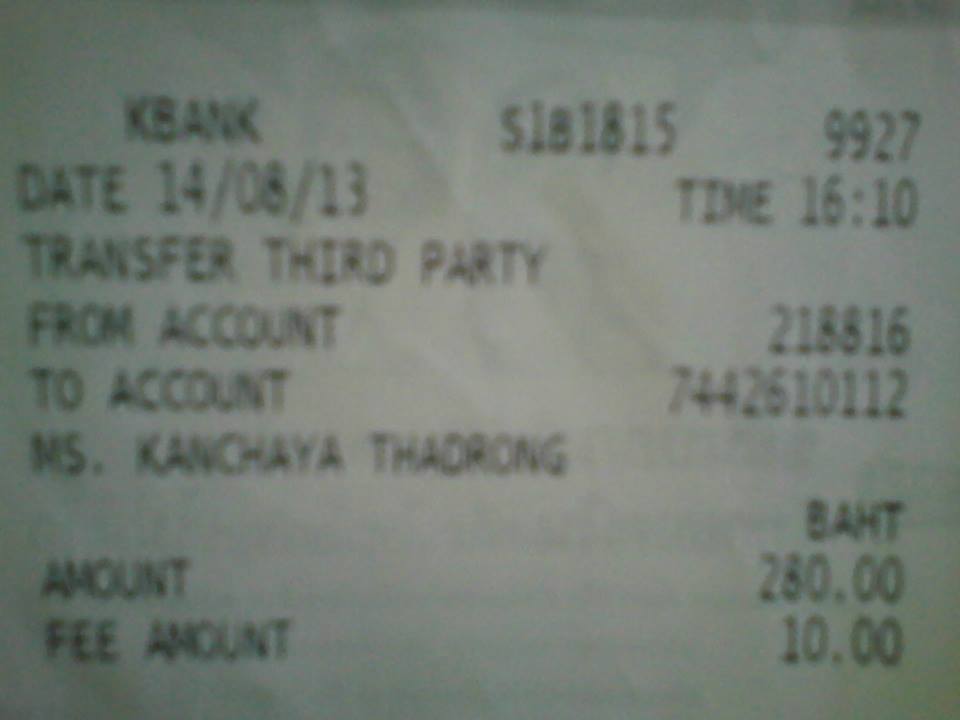 KBANK S1B1815 9927
DATE 14/08/13 TIME 16:10
TRANSFER THIRD PARTY
FROM ACCOUNT 218816
TO ACCOUNT 7442610112
MS. KANCHAYA THADRONG
BAHT
AMOUNT 280.00
FEE AMOUNT 10.00